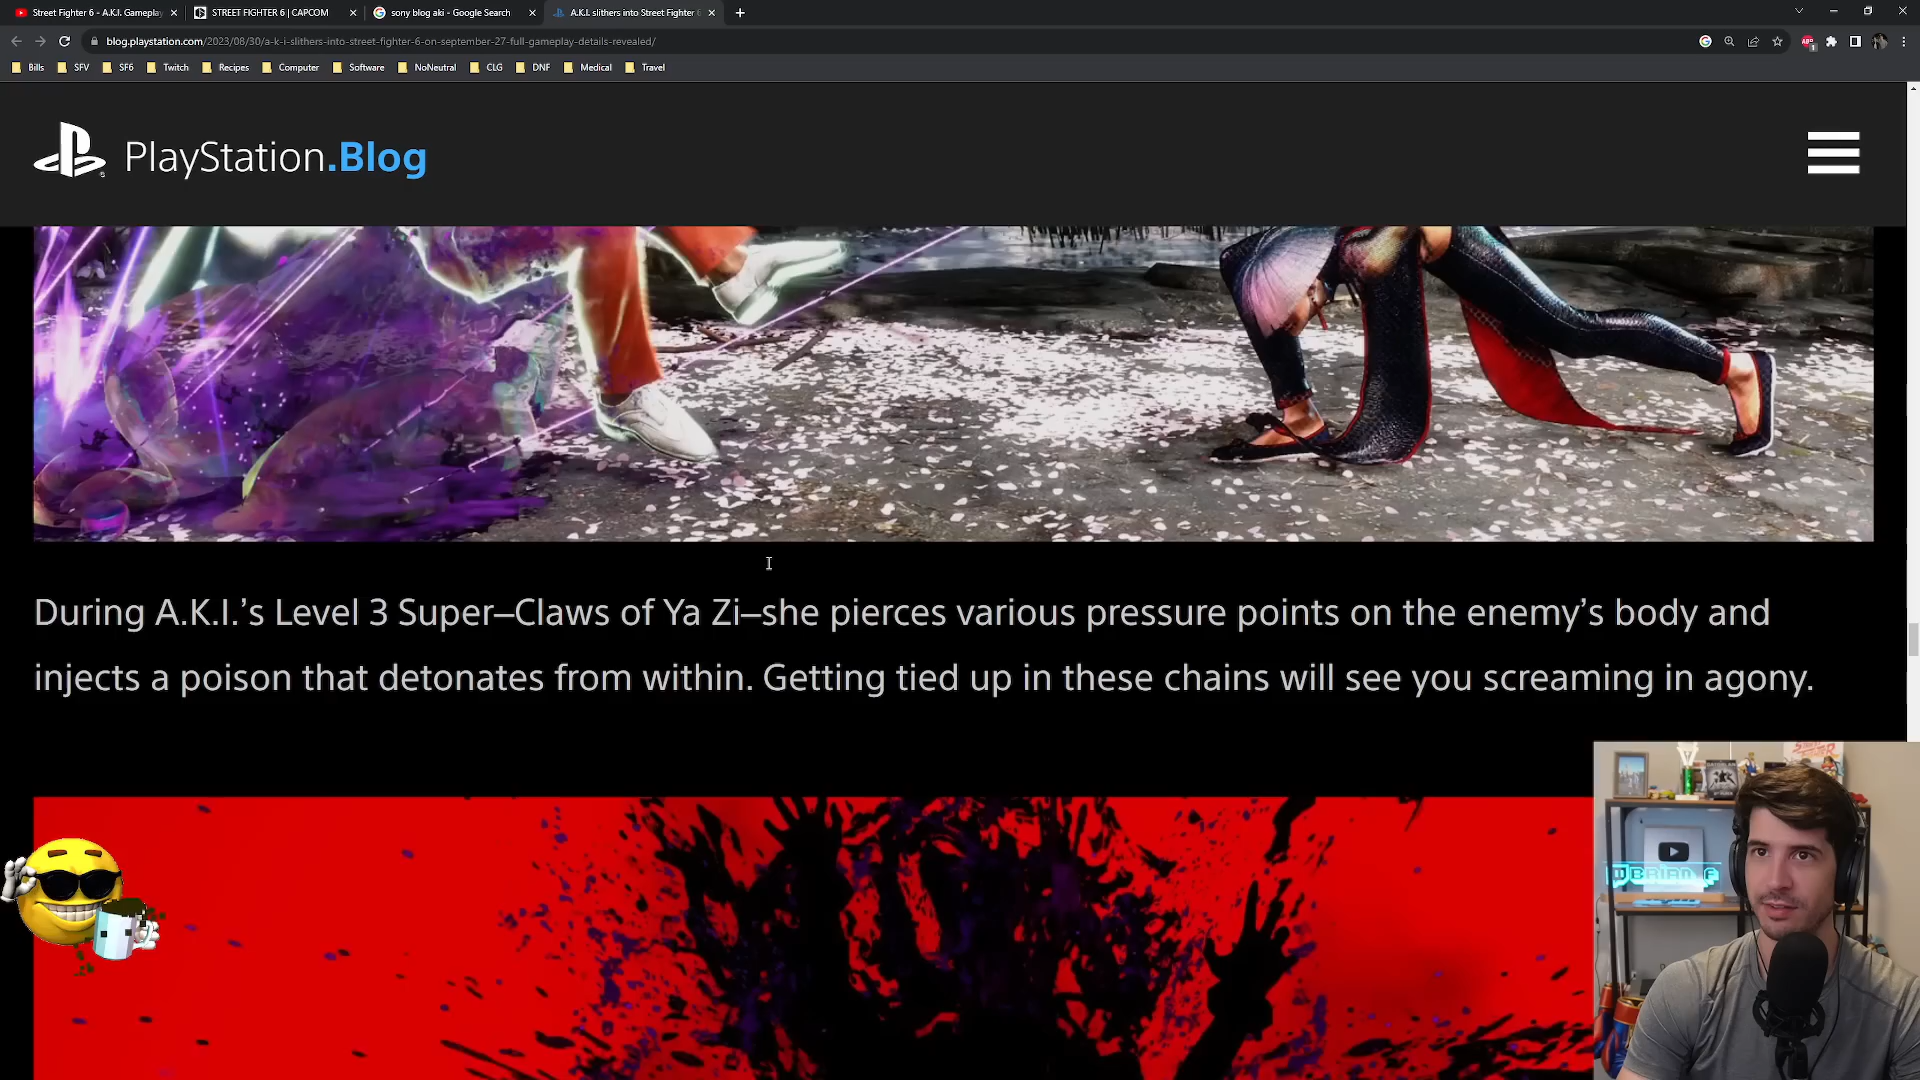 Street Fighter 6 - A.K.I. Gamepla
STREET FIGHTER 6 | CAPCOM
sony blog aki - Google Search
A.K.I. slithers into Street Fighter 6
blog.playstation.com/2023/08/30/a-k-i-slithers-into-street-fighter-6-on-september-27-full-gameplay-details-revealed/
Bills SFV SF6 Twitch Recipes Computer Software NoNeutral CLG DNF Medical Travel
PlayStation.Blog
During A.K.I.’s Level 3 Super—Claws of Ya Zi—she pierces various pressure points on the enemy’s body and
injects a poison that detonates from within. Getting tied up in these chains will see you screaming in agony.
BRIAN_F